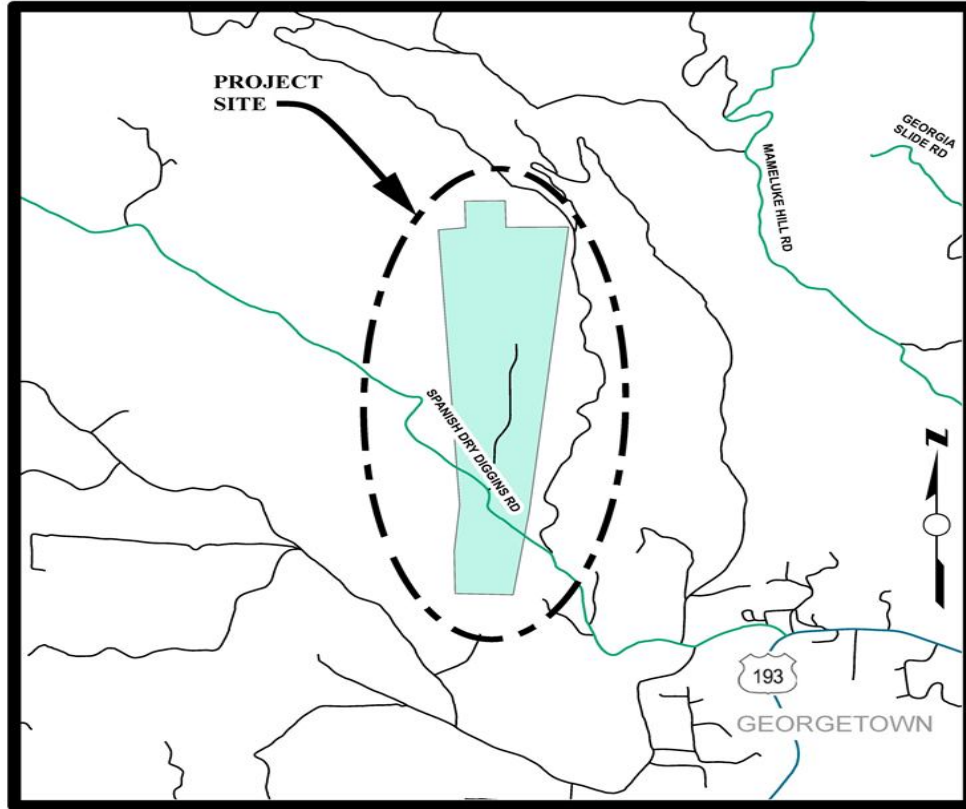 PROJECT
SITE
GEORGIA
SLIDE RD
MAMELUKE HILL RD
SPANISH DRY DIGGINS RD
N
193
GEORGETOWN